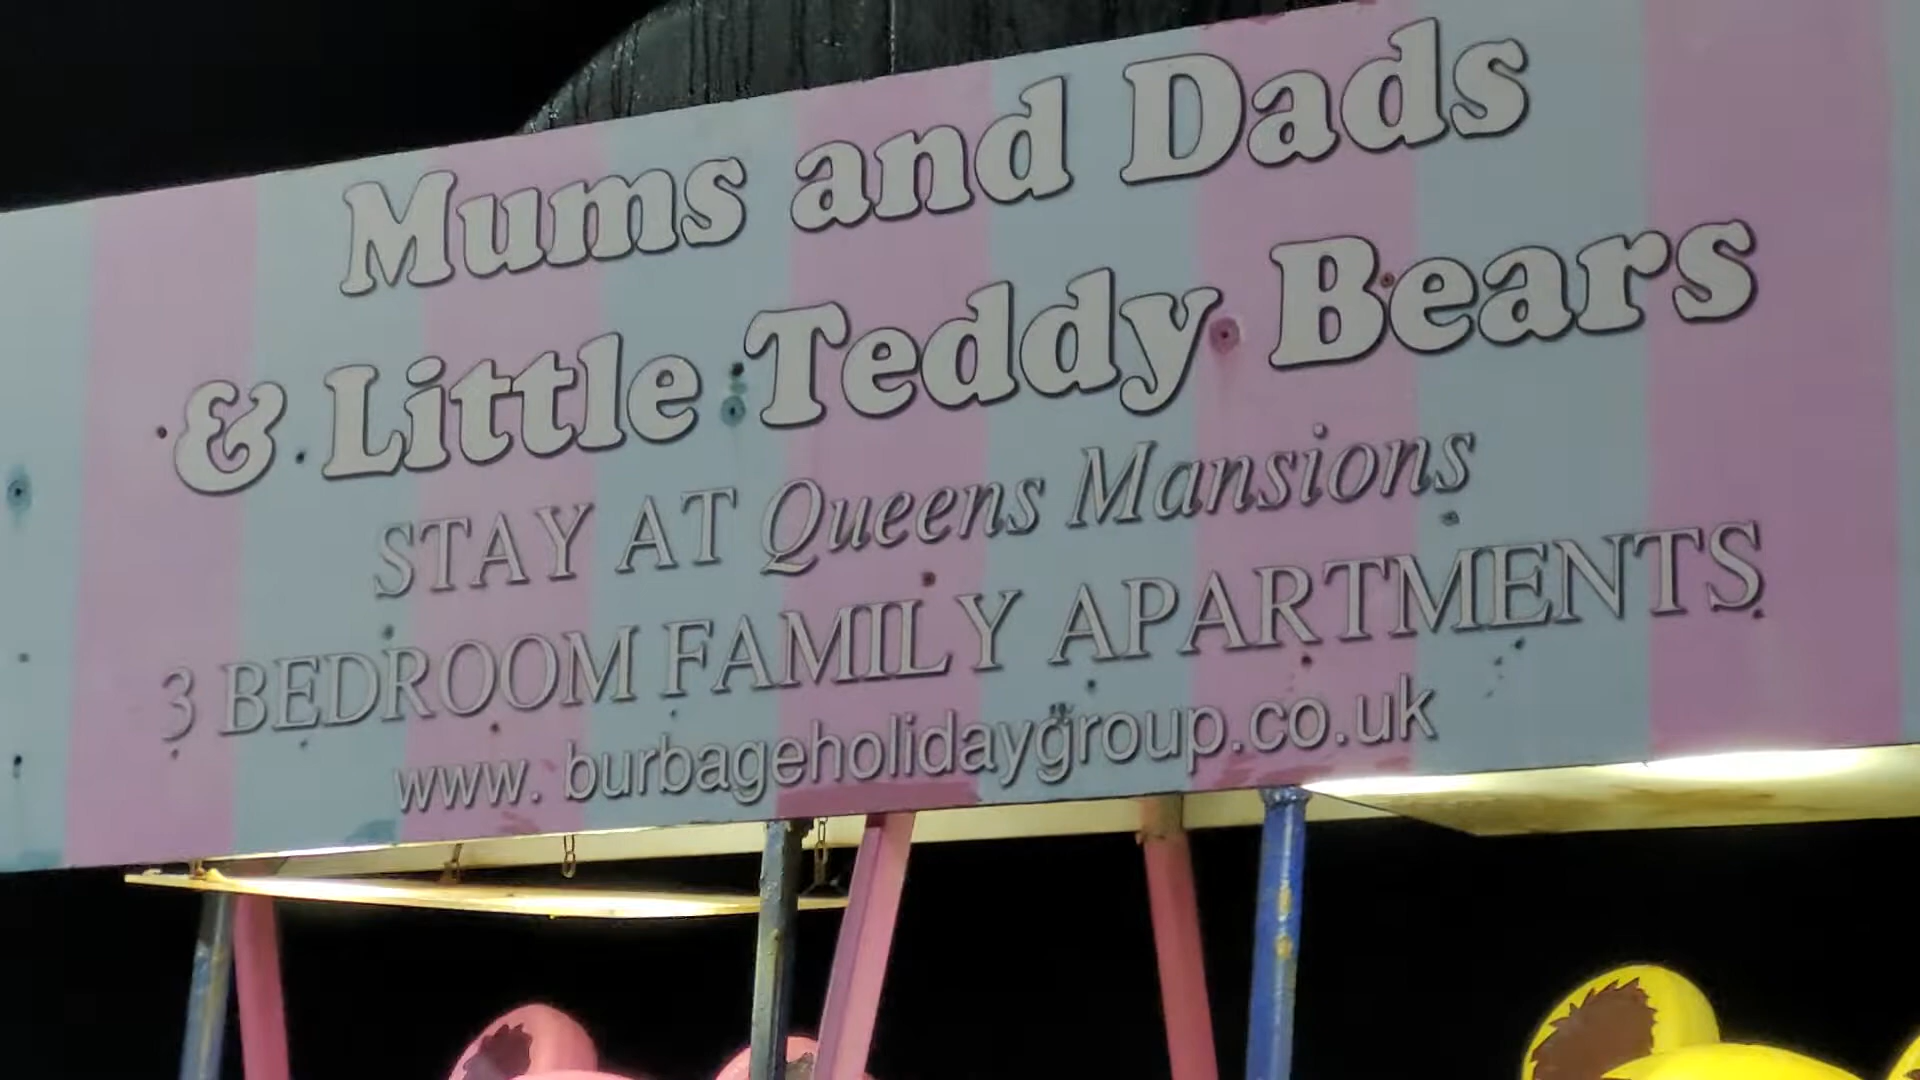 Mums and Dads
& Little Teddy Bears
STAY AT Queens Mansions
3 BEDROOM FAMILY APARTMENTS
www. burbageholidaygroup.co.uk